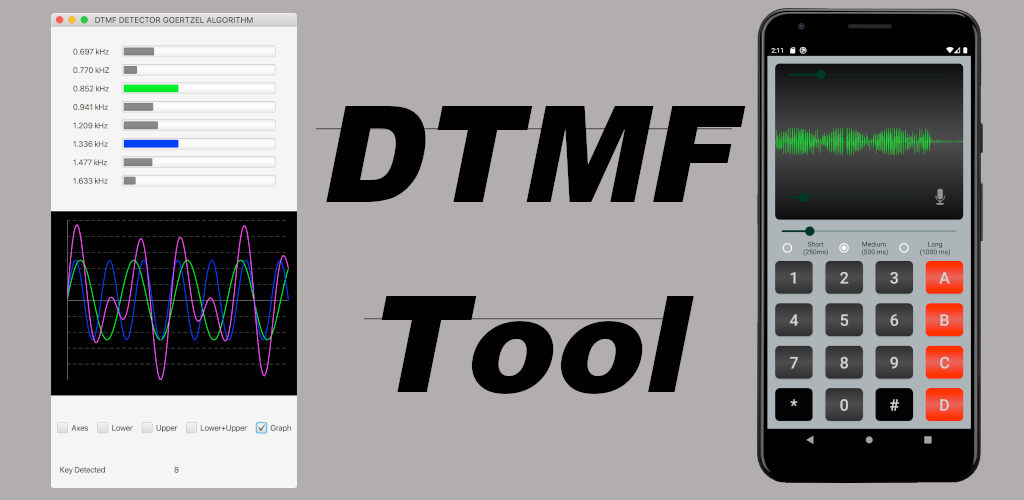 DTMF DETECTOR GOERTZEL ALGORITHM
0.697 kHz
0.770 kHZ
0.852 kHz
0.941 kHz
1.209 kHz
1.336 kHz
1.477 kHz
1.633 kHz
Axes Lower Upper Lower+Upper Graph
Key Detected 8
DTMF
Tool
2:11
Short Medium Long
(250ms) (500 ms) (1000 ms)
1 2 3 A
4 5 6 B
7 8 9 C
* 0 # D